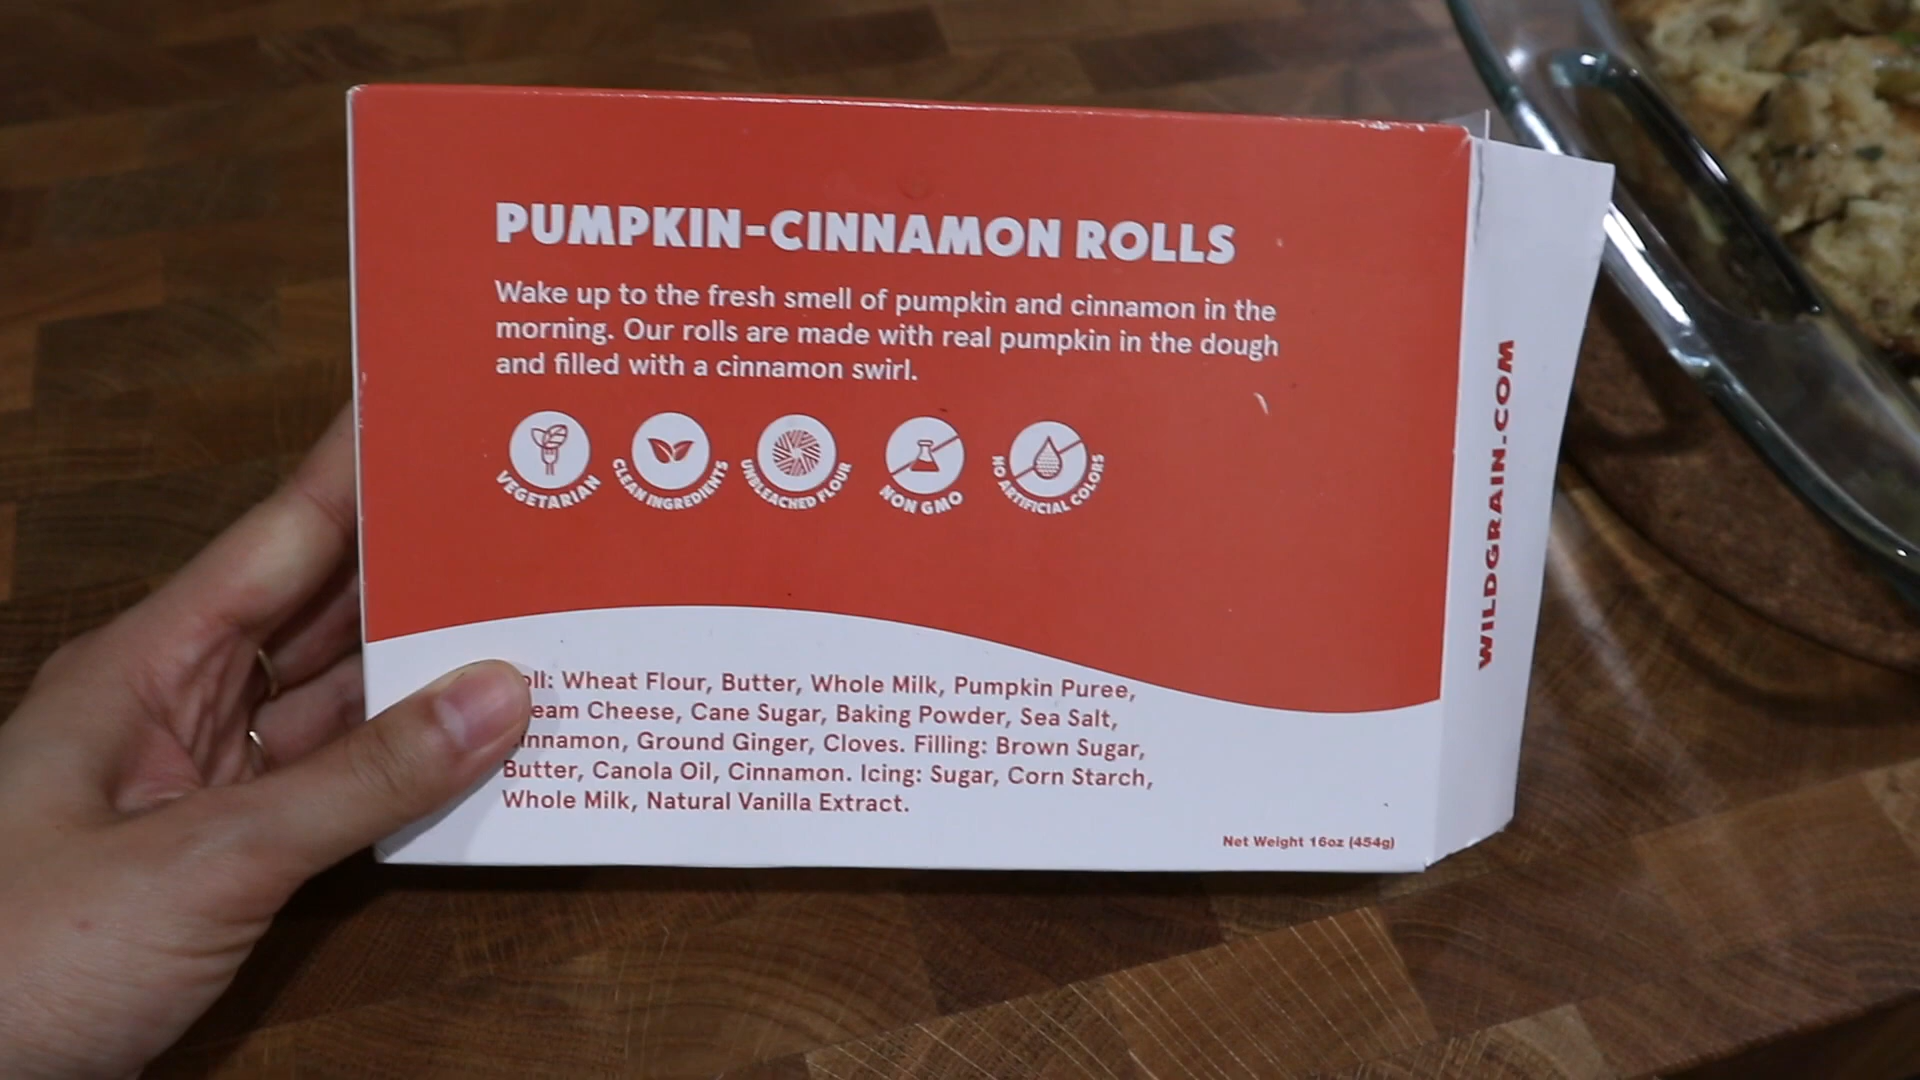 PUMPKIN-CINNAMON ROLLS
Wake up to the fresh smell of pumpkin and cinnamon in the
morning. Our rolls are made with real pumpkin in the dough
and filled with a cinnamon swirl.
VEGETARIAN
CLEAN INGREDIENTS
UNBLEACHED FLOUR
NON GMO
NO ARTIFICIAL COLORS
Wheat Flour, Butter, Whole Milk, Pumpkin Puree,
Cheese, Cane Sugar, Baking Powder, Sea Salt,
Ground Ginger, Cloves. Filling: Brown Sugar,
Butter, Canola Oil, Cinnamon. Icing: Sugar, Corn Starch,
Whole Milk, Natural Vanilla Extract.
Net Weight 16oz (454g)
WILDGRAIN.COM